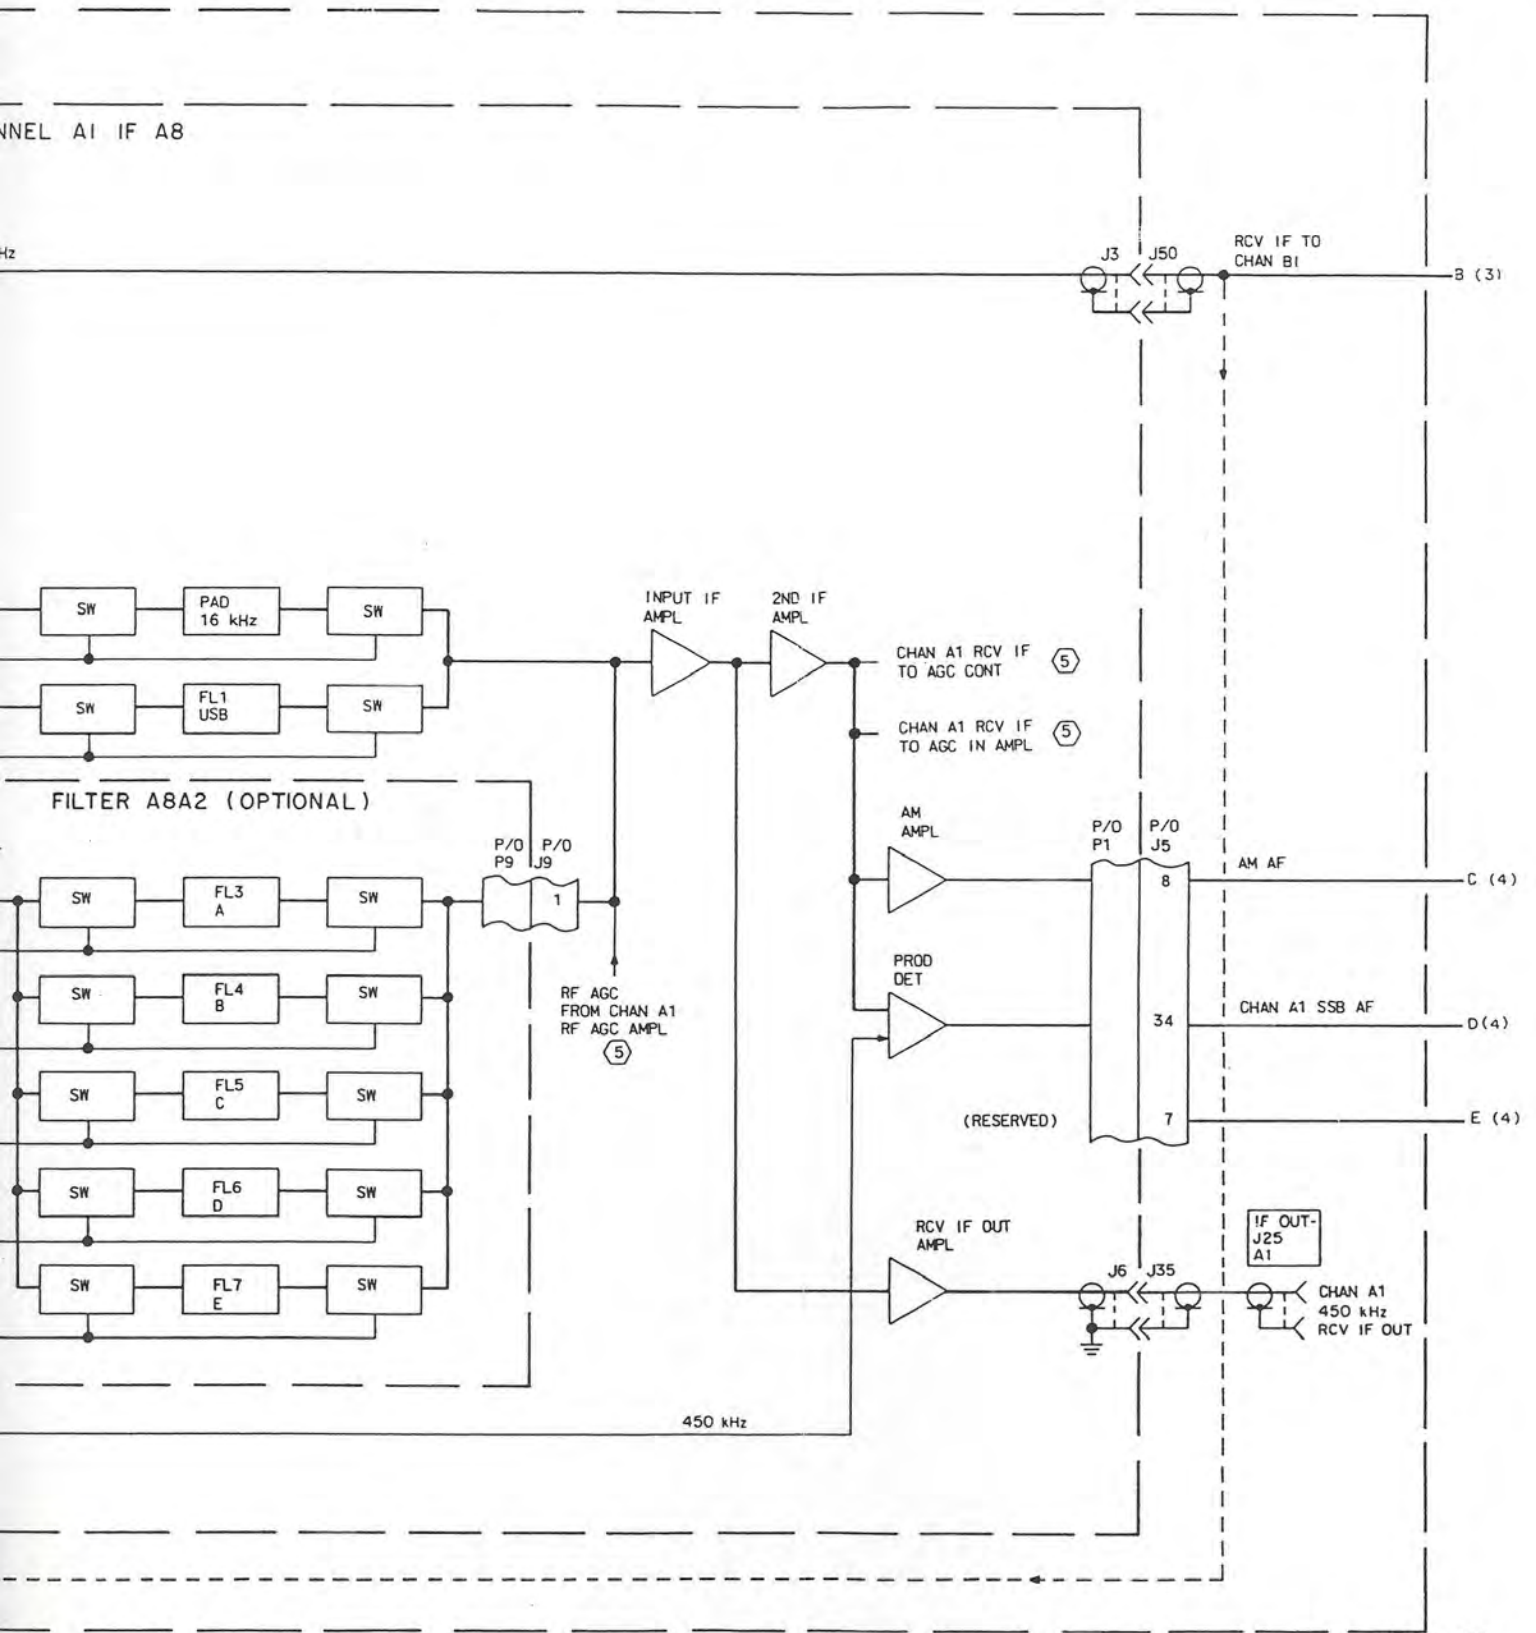 NNEL A1 IF A8
Hz
J3 J50
RCV IF TO
CHAN B1
B (3)
SW
PAD
16 kHz
SW
INPUT IF
AMPL
2ND IF
AMPL
CHAN A1 RCV IF
TO AGC CONT
5
SW
FL1
USB
SW
CHAN A1 RCV IF
TO AGC IN AMPL
5
FILTER A8A2 (OPTIONAL)
AM
AMPL
P/O
P1
P/O
J5
P/O
P9
P/O
J9
8
AM AF
C (4)
SW
FL3
A
SW
1
PROD
DET
SW
FL4
B
SW
RF AGC
FROM CHAN A1
RF AGC AMPL
5
34
CHAN A1 SSB AF
D(4)
SW
FL5
C
SW
(RESERVED)
7
E (4)
SW
FL6
D
SW
RCV IF OUT
AMPL
IF OUT-
J25
A1
SW
FL7
E
SW
J6 J35
CHAN A1
450 kHz
RCV IF OUT
450 kHz